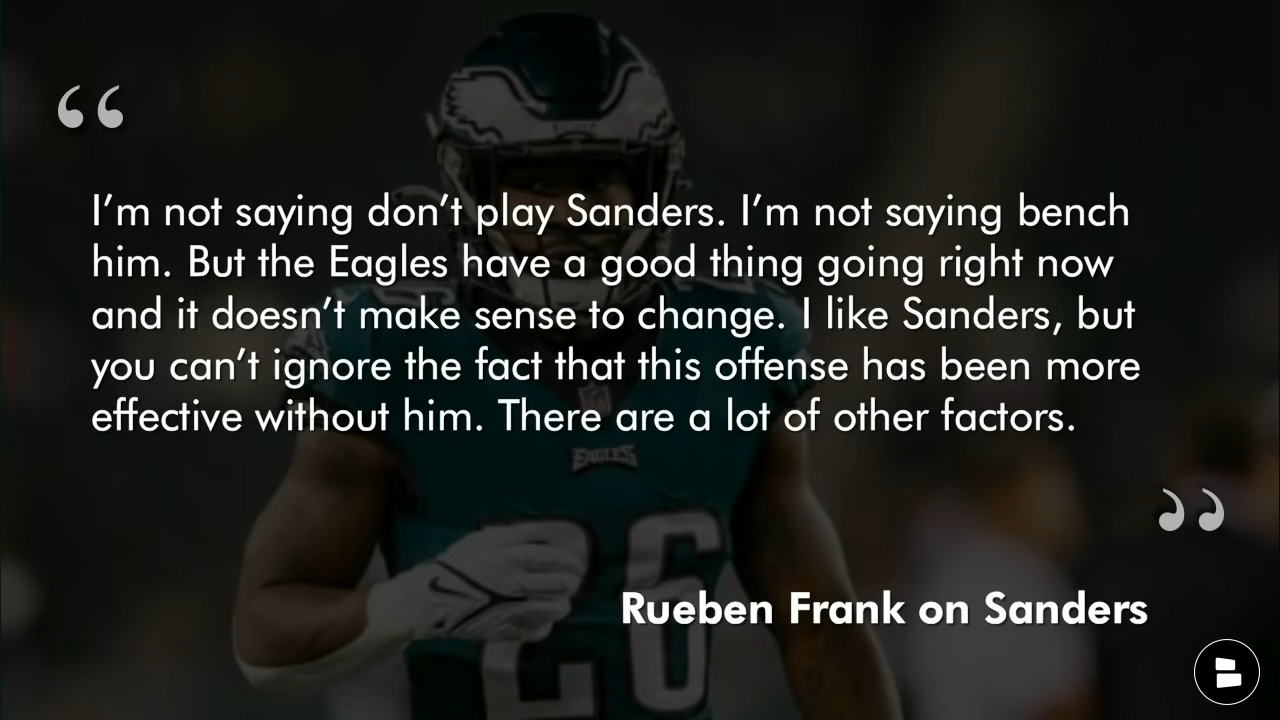 “
I’m not saying don’t play Sanders. I’m not saying bench
him. But the Eagles have a good thing going right now
and it doesn’t make sense to change. I like Sanders, but
you can’t ignore the fact that this offense has been more
effective without him. There are a lot of other factors.
EAGLES
”
26
Rueben Frank on Sanders